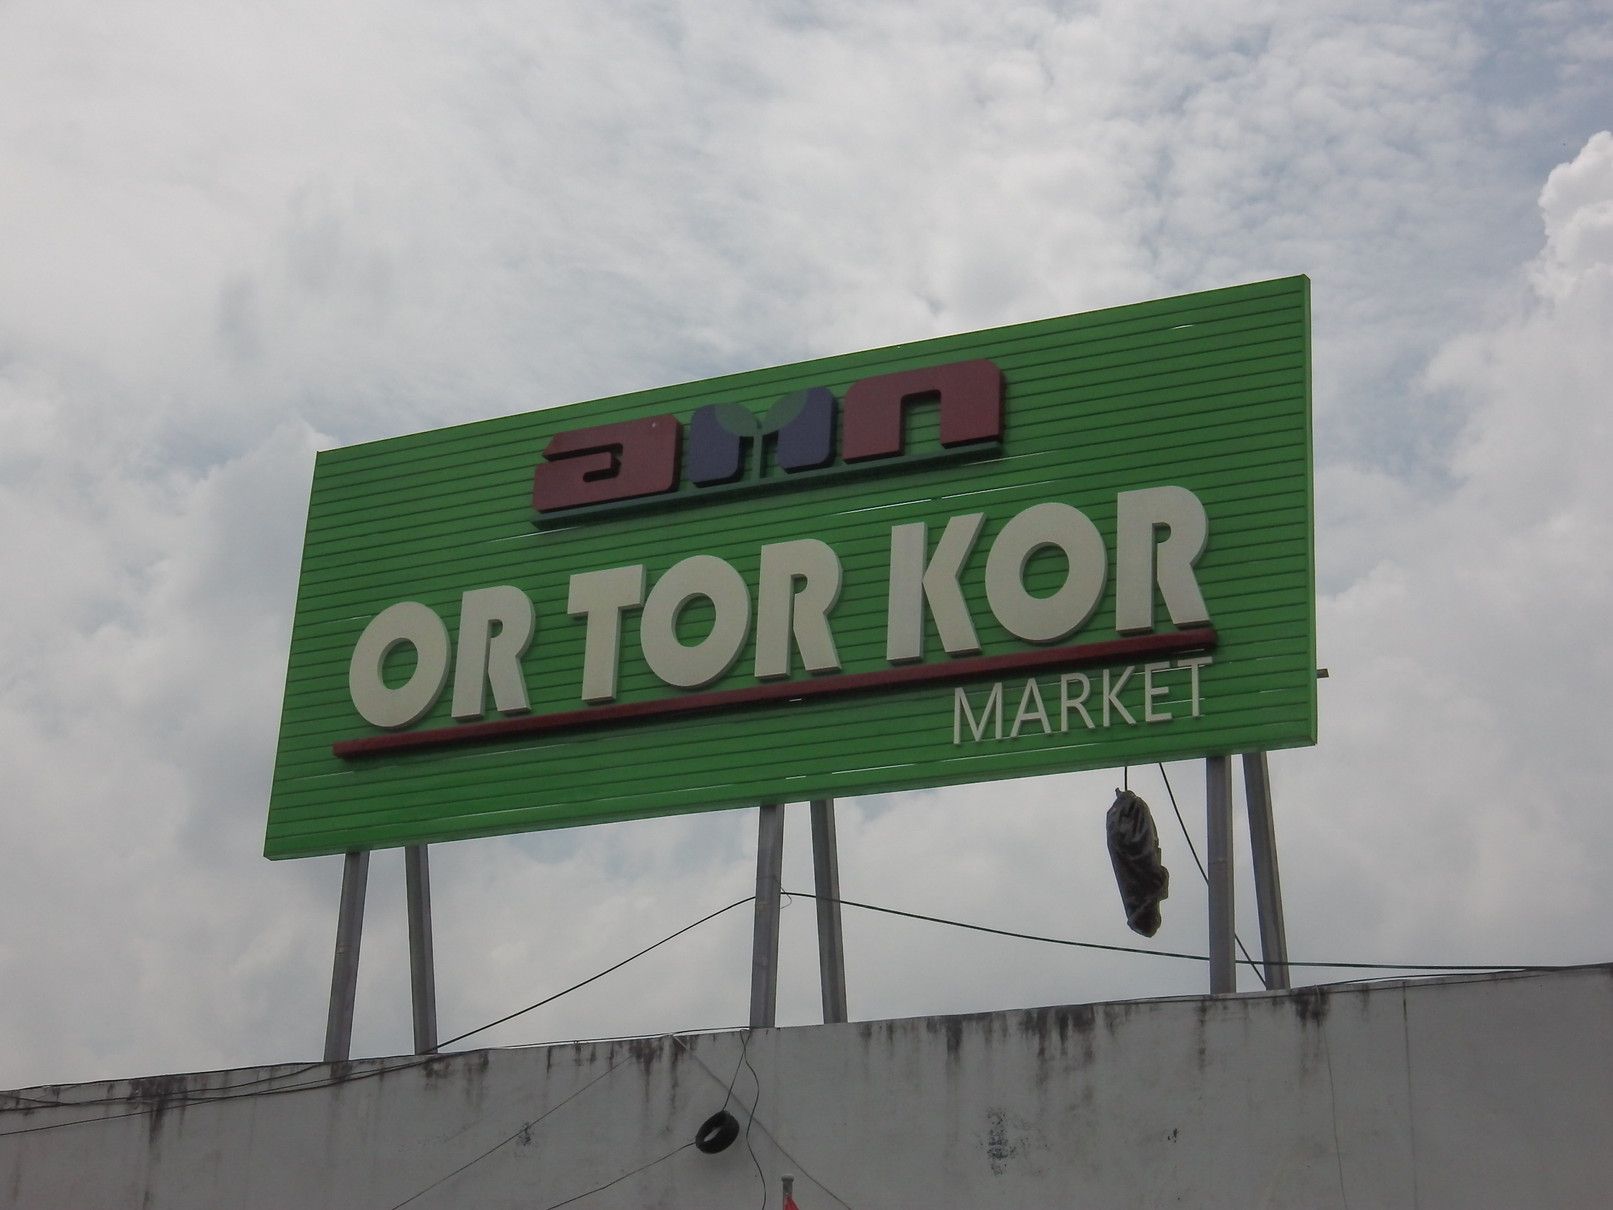 อตก
OR TOR KOR
MARKET